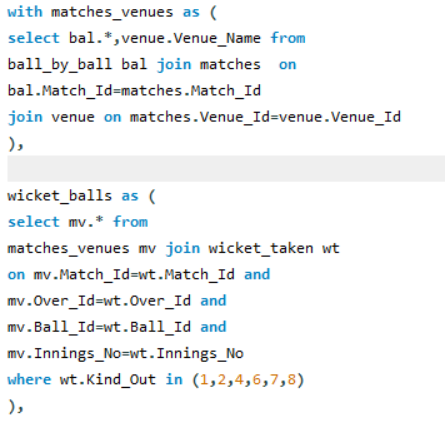 with matches_venues as (
select bal.*,venue.Venue_Name from
ball_by_ball bal join matches  on
bal.Match_Id=matches.Match_Id
join venue on matches.Venue_Id=venue.Venue_Id
),
wicket_balls as (
select mv.* from
matches_venues mv join wicket_taken wt
on mv.Match_Id=wt.Match_Id and
mv.Over_Id=wt.Over_Id and
mv.Ball_Id=wt.Ball_Id and
mv.Innings_No=wt.Innings_No
where wt.Kind_Out in (1,2,4,6,7,8)
),